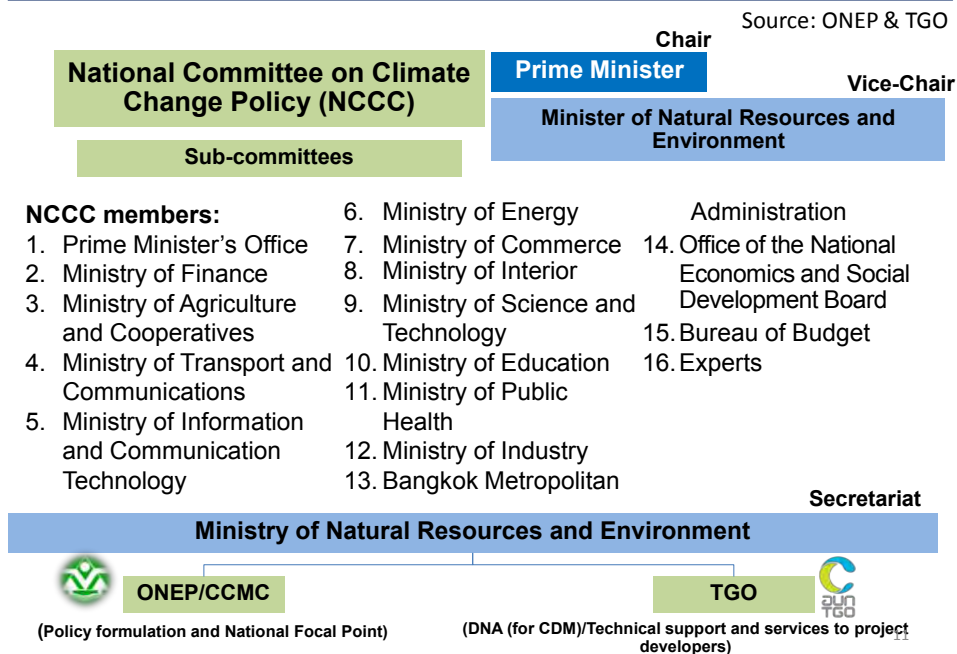 Source: ONEP & TGO
Chair
National Committee on Climate
Change Policy (NCCC)
Prime Minister
Vice-Chair
Minister of Natural Resources and
Environment
Sub-committees
NCCC members:
1. Prime Minister's Office
2. Ministry of Finance
3. Ministry of Agriculture
and Cooperatives
4. Ministry of Transport and
Communications
5. Ministry of Information
and Communication
Technology
6. Ministry of Energy
7. Ministry of Commerce
8. Ministry of Interior
9. Ministry of Science and
Technology
10. Ministry of Education
11. Ministry of Public
Health
12. Ministry of Industry
13. Bangkok Metropolitan
Administration
14. Office of the National
Economics and Social
Development Board
15. Bureau of Budget
16. Experts
Secretariat
Ministry of Natural Resources and Environment
ONEP/CCMC
TGO
TGO
(Policy formulation and National Focal Point)
(DNA (for CDM)/Technical support and services to project
developers)
11